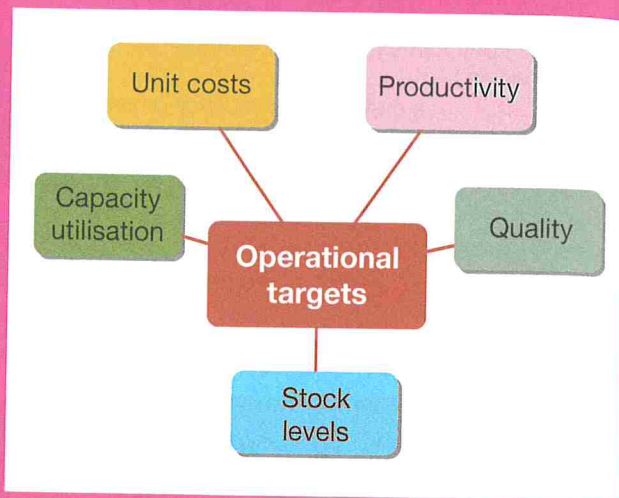 Unit costs
Productivity
Capacity
utilisation
Quality
Operational
targets
Stock
levels